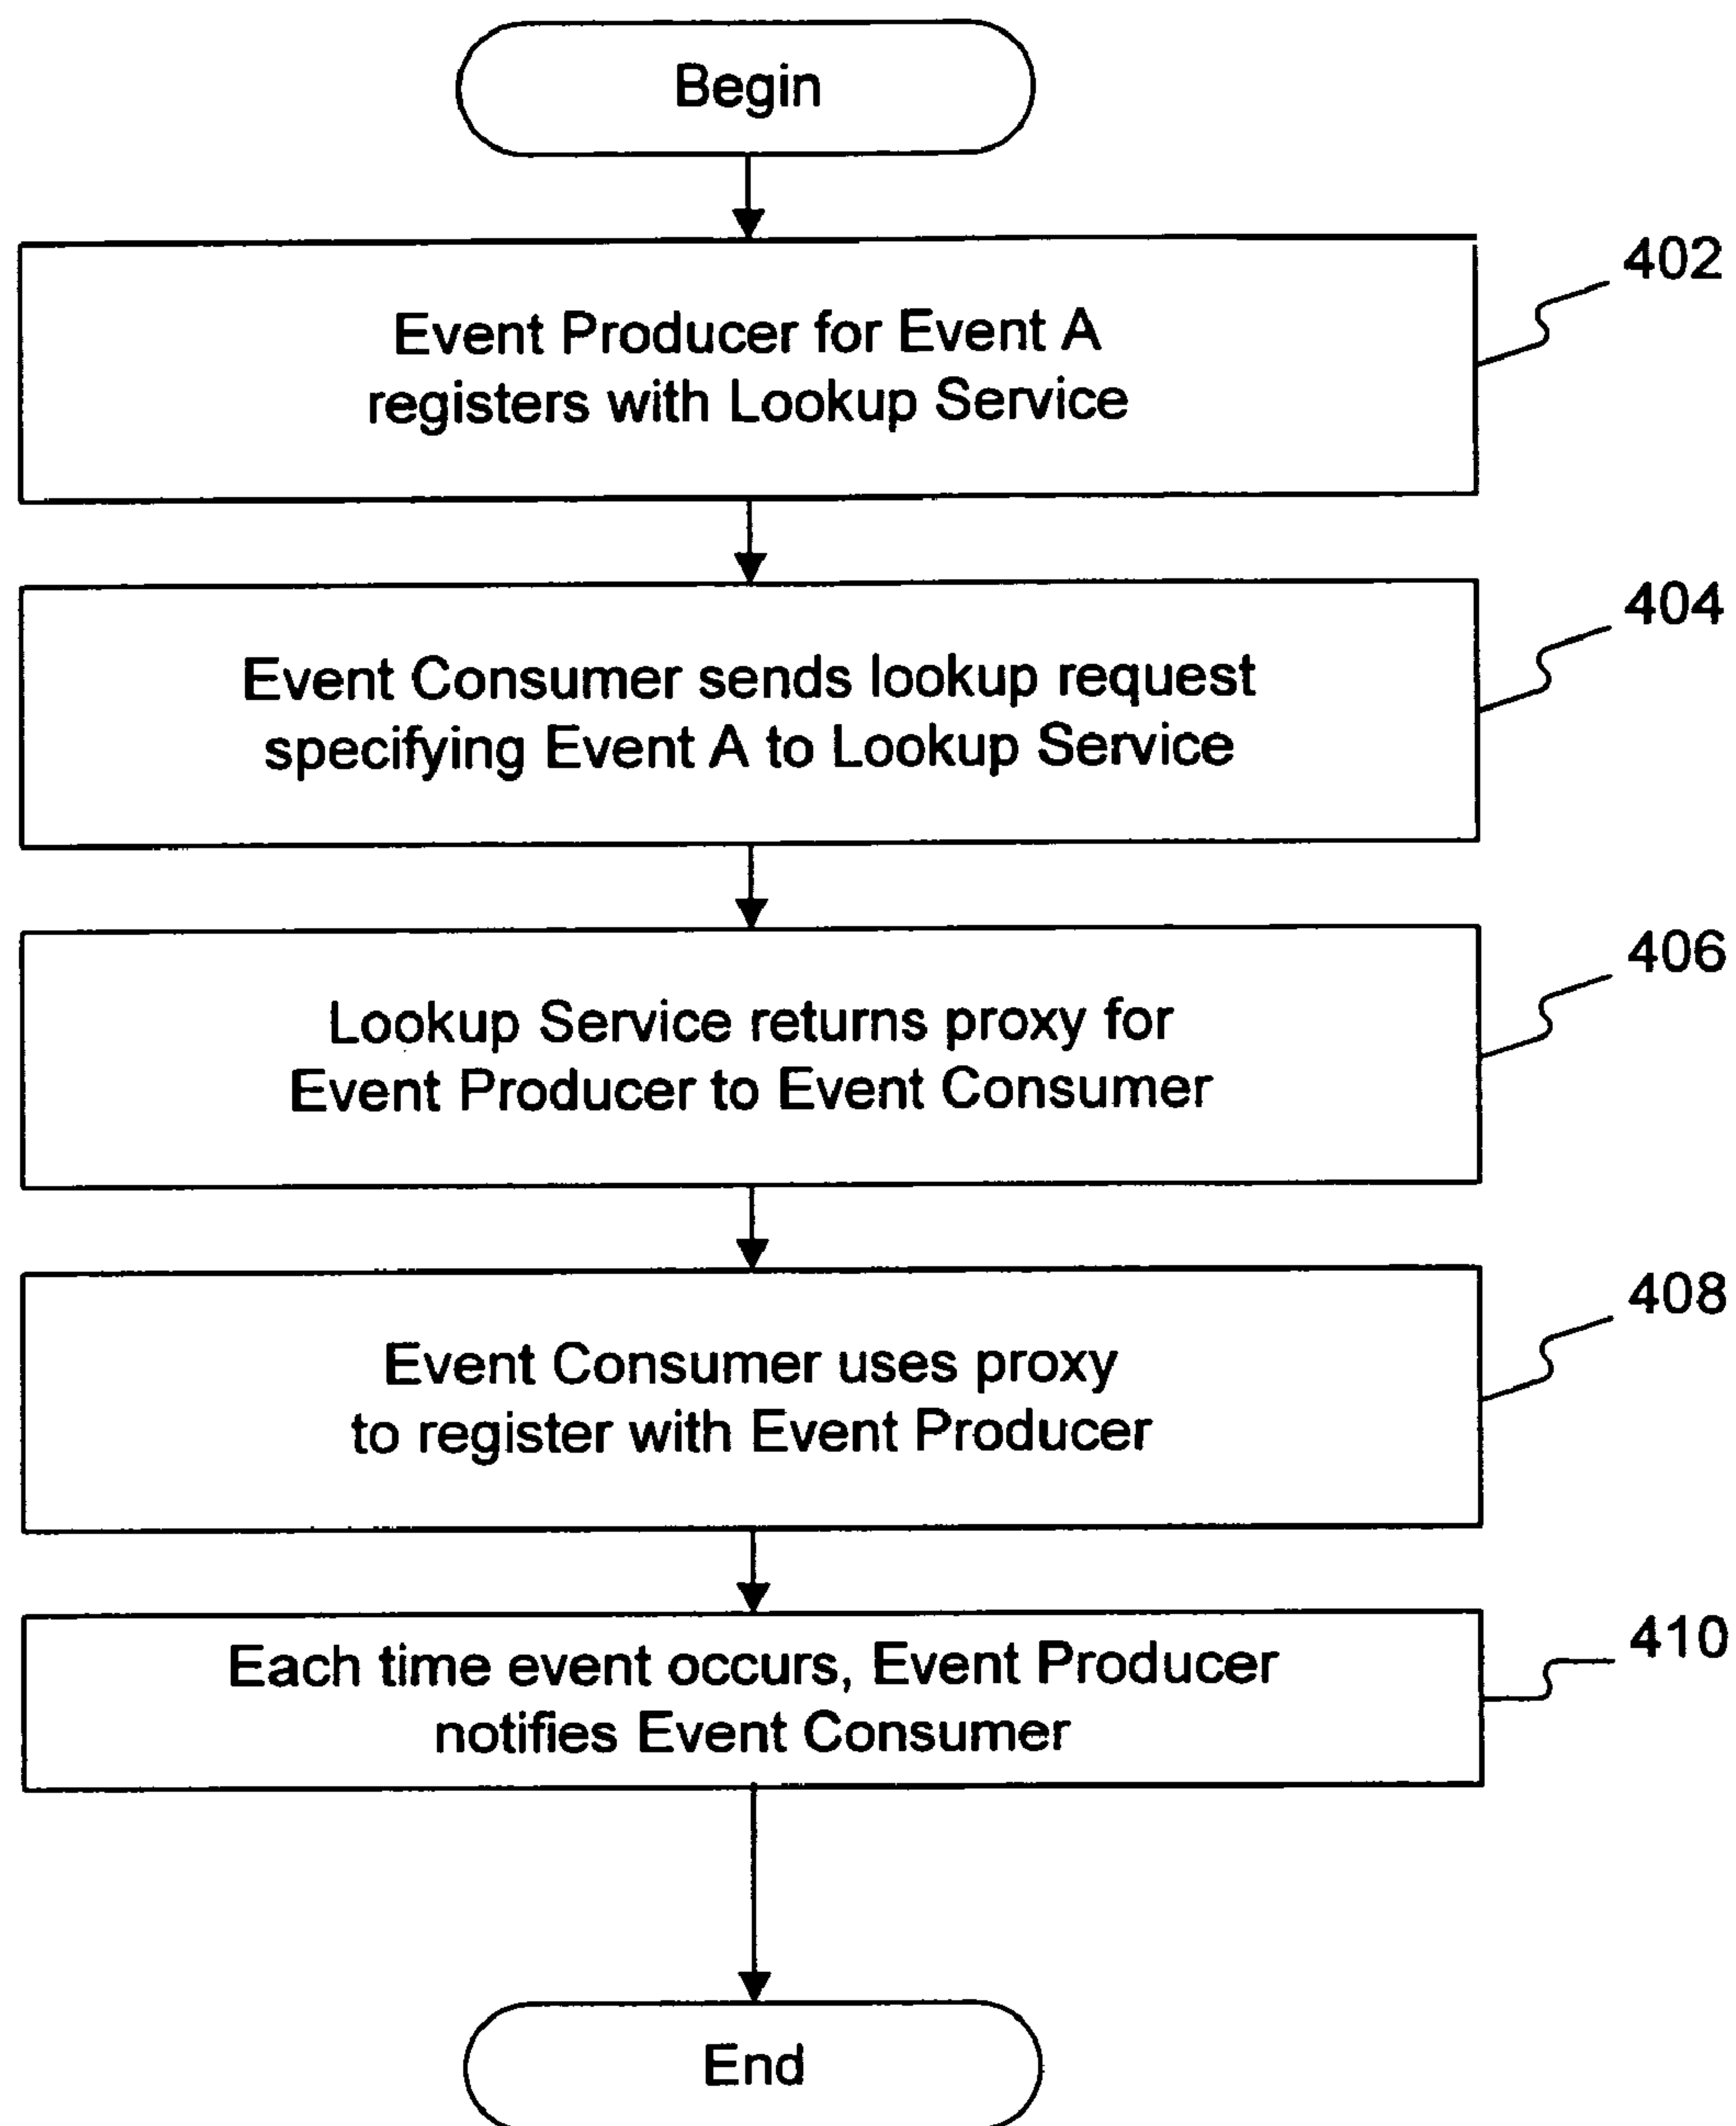 Begin
402
Event Producer for Event A
registers with Lookup Service
404
Event Consumer sends lookup request
specifying Event A to Lookup Service
406
Lookup Service returns proxy for
Event Producer to Event Consumer
408
Event Consumer uses proxy
to register with Event Producer
410
Each time event occurs, Event Producer
notifies Event Consumer
End